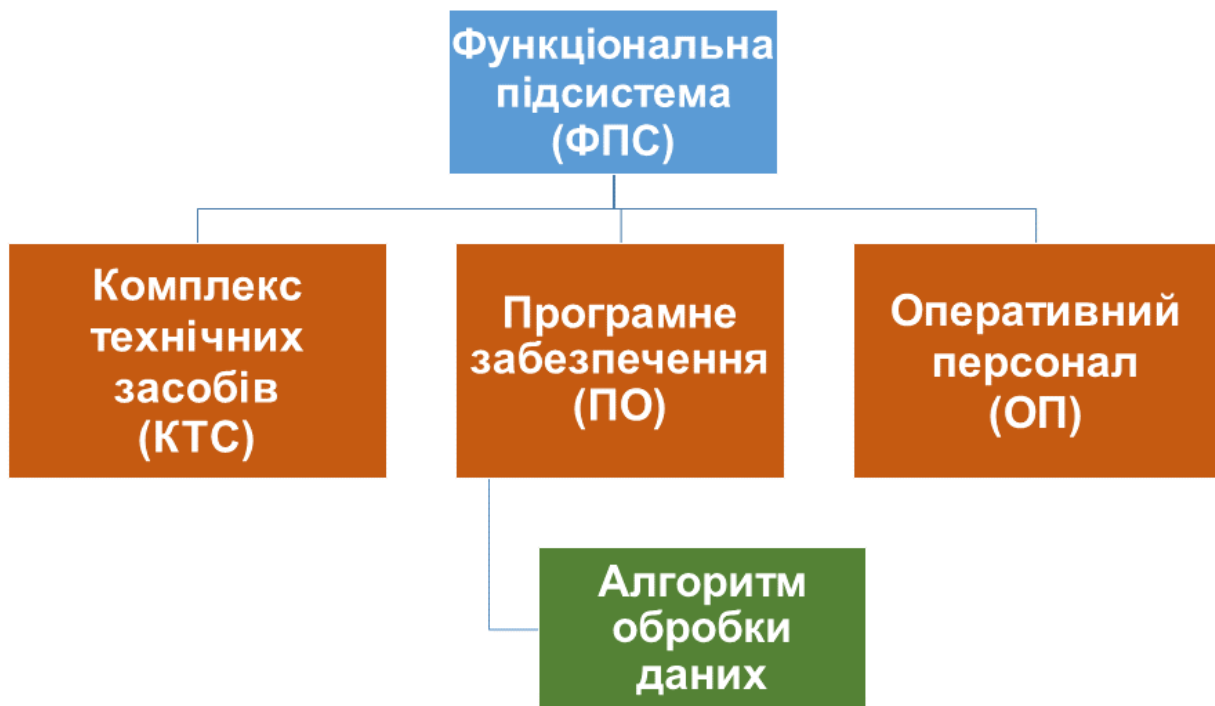 Функціональна
підсистема
(ФПС)
Комплекс
технічних
засобів
(КТС)
Програмне
забезпечення
(ПО)
Оперативний
персонал
(ОП)
Алгоритм
обробки
даних